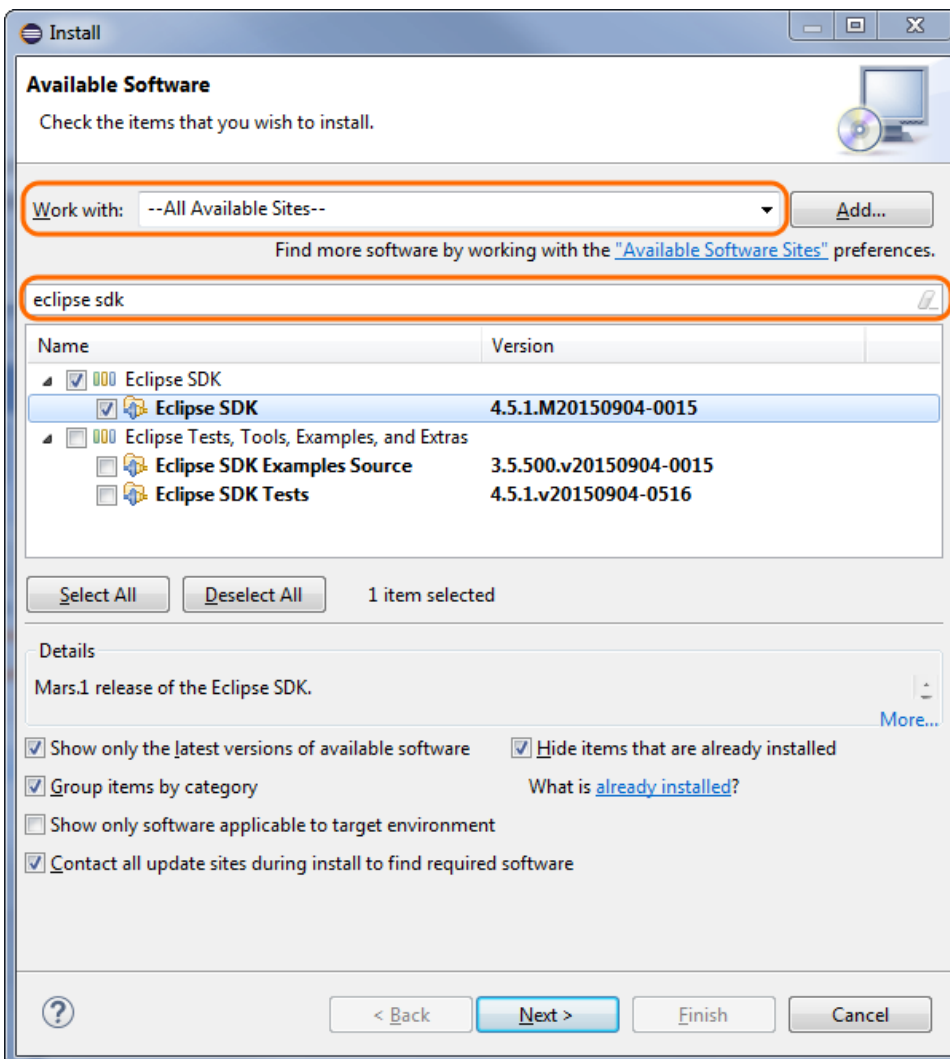 Install
Available Software
Check the items that you wish to install.
Work with: --All Available Sites-- Add...
Find more software by working with the "Available Software Sites" preferences.
eclipse sdk
Name Version
Eclipse SDK
Eclipse SDK 4.5.1.M20150904-0015
Eclipse Tests, Tools, Examples, and Extras
Eclipse SDK Examples Source 3.5.500.v20150904-0015
Eclipse SDK Tests 4.5.1.v20150904-0516
Select All Deselect All 1 item selected
Details
Mars.1 release of the Eclipse SDK.
More...
Show only the latest versions of available software Hide items that are already installed
Group items by category What is already installed?
Show only software applicable to target environment
Contact all update sites during install to find required software
? < Back Next > Finish Cancel